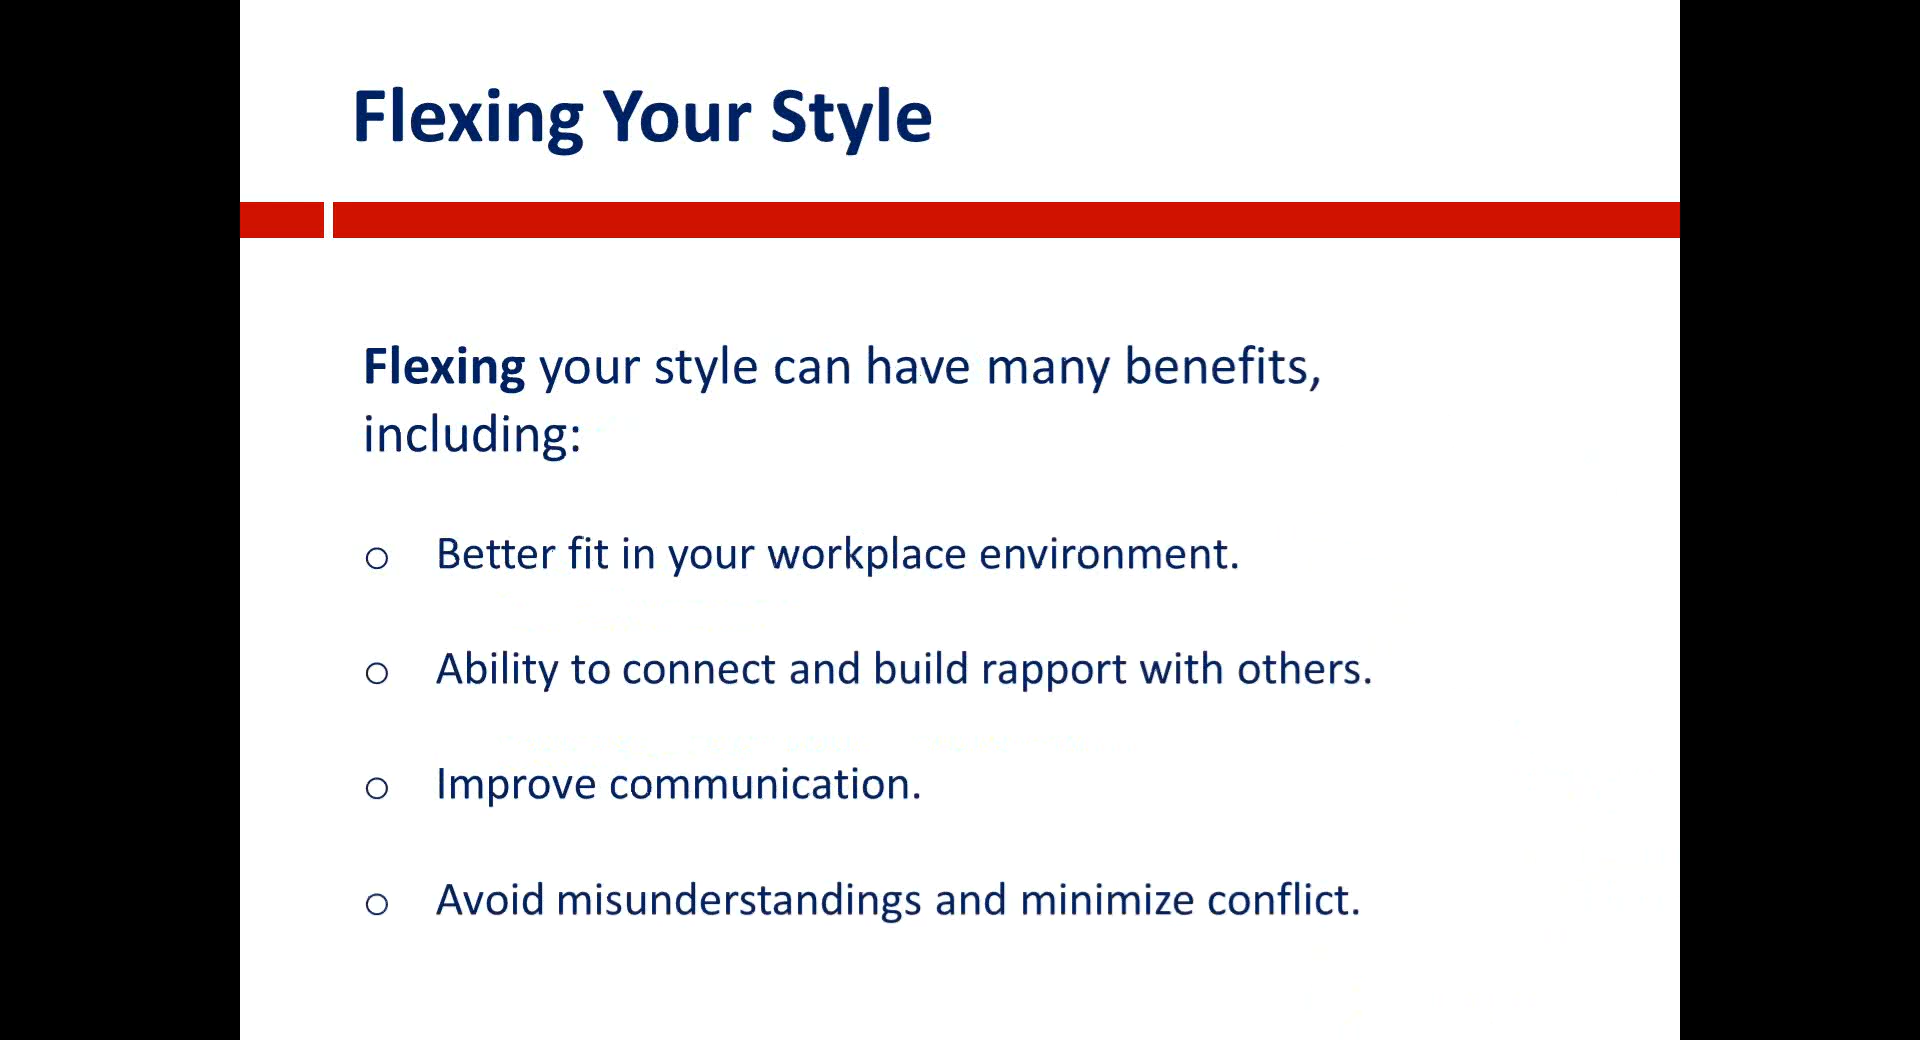 Flexing Your Style
Flexing your style can have many benefits,
including:
o Better fit in your workplace environment.
o Ability to connect and build rapport with others.
o Improve communication.
o Avoid misunderstandings and minimize conflict.